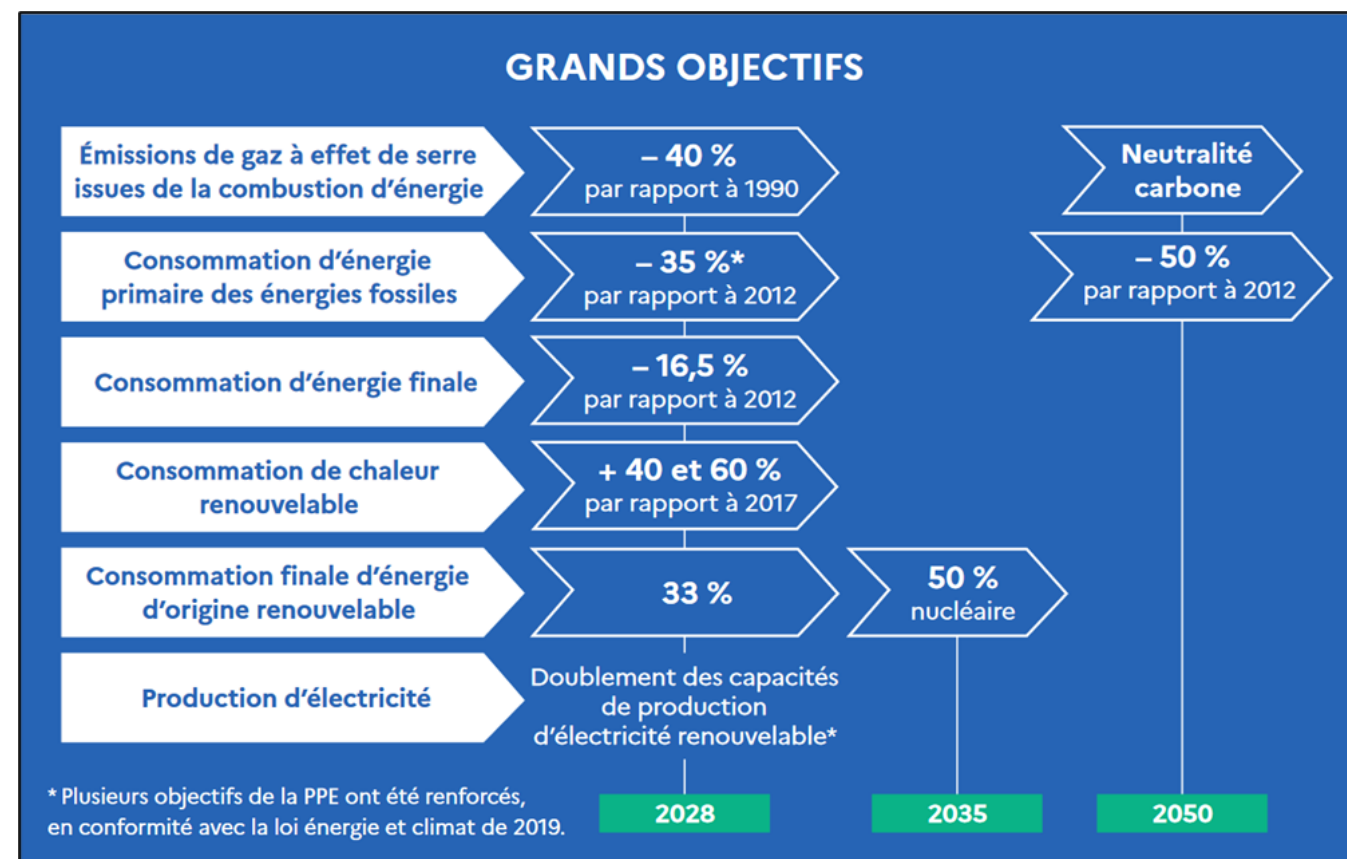 GRANDS OBJECTIFS
Émissions de gaz à effet de serre
issues de la combustion d'énergie
– 40 %
par rapport à 1990
Neutralité
carbone
Consommation d'énergie
primaire des énergies fossiles
– 35 %*
par rapport à 2012
– 50 %
par rapport à 2012
Consommation d'énergie finale
– 16,5 %
par rapport à 2012
Consommation de chaleur
renouvelable
+ 40 et 60 %
par rapport à 2017
Consommation finale d'énergie
d'origine renouvelable
33 %
50 %
nucléaire
Production d'électricité
Doublement des capacités
de production
d'électricité renouvelable*
* Plusieurs objectifs de la PPE ont été renforcés,
en conformité avec la loi énergie et climat de 2019.
2028
2035
2050